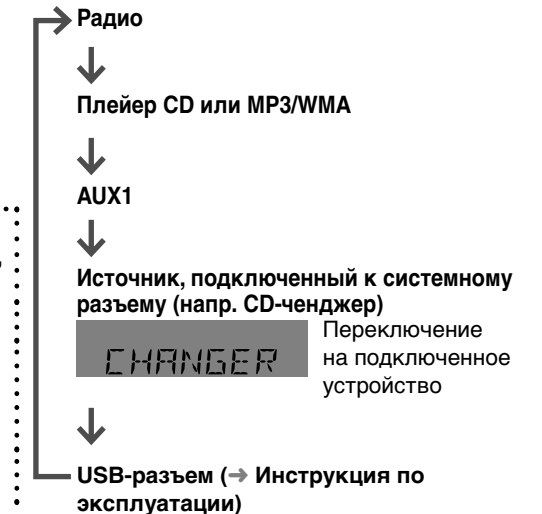 Радио
Плейер CD или MP3/WMA
AUX1
Источник, подключенный к системному
разъему (напр. CD-ченджер)
CHANGER
Переключение
на подключенное
устройство
USB-разъем (➜ Инструкция по
эксплуатации)